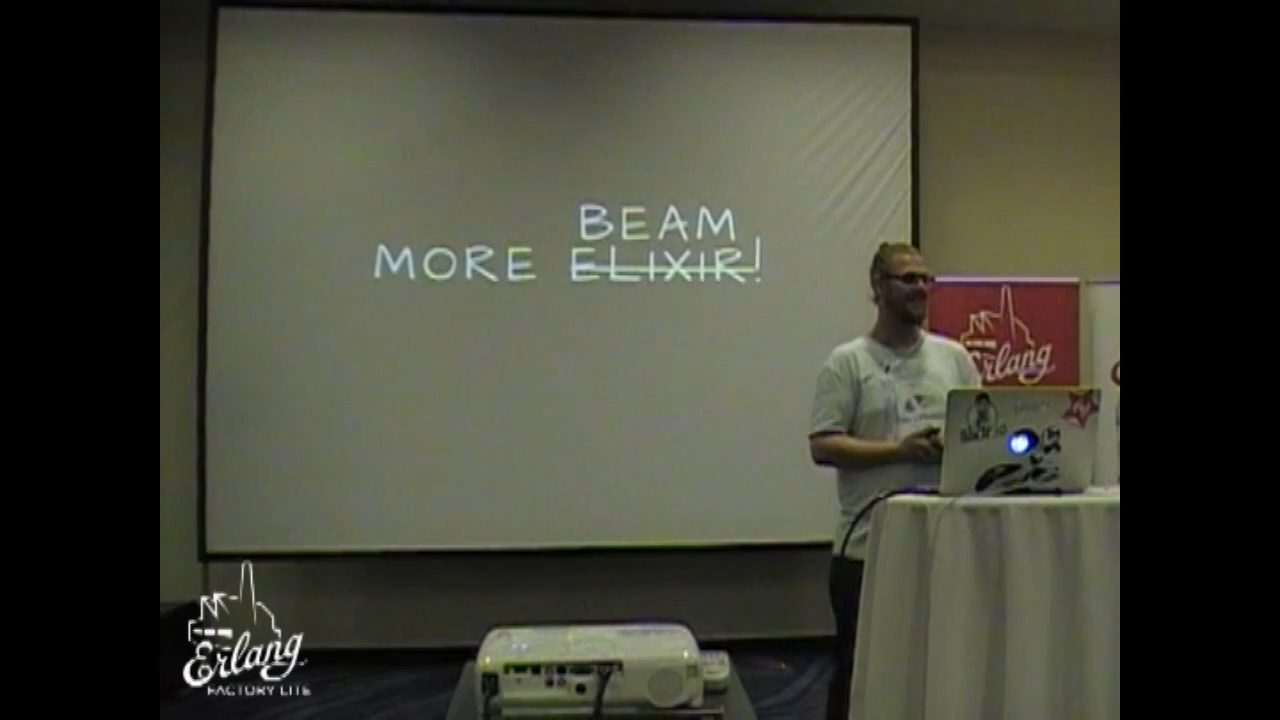 BEAM
MORE ELIXIR!
Erlang
Erlang
FACTORY LITE